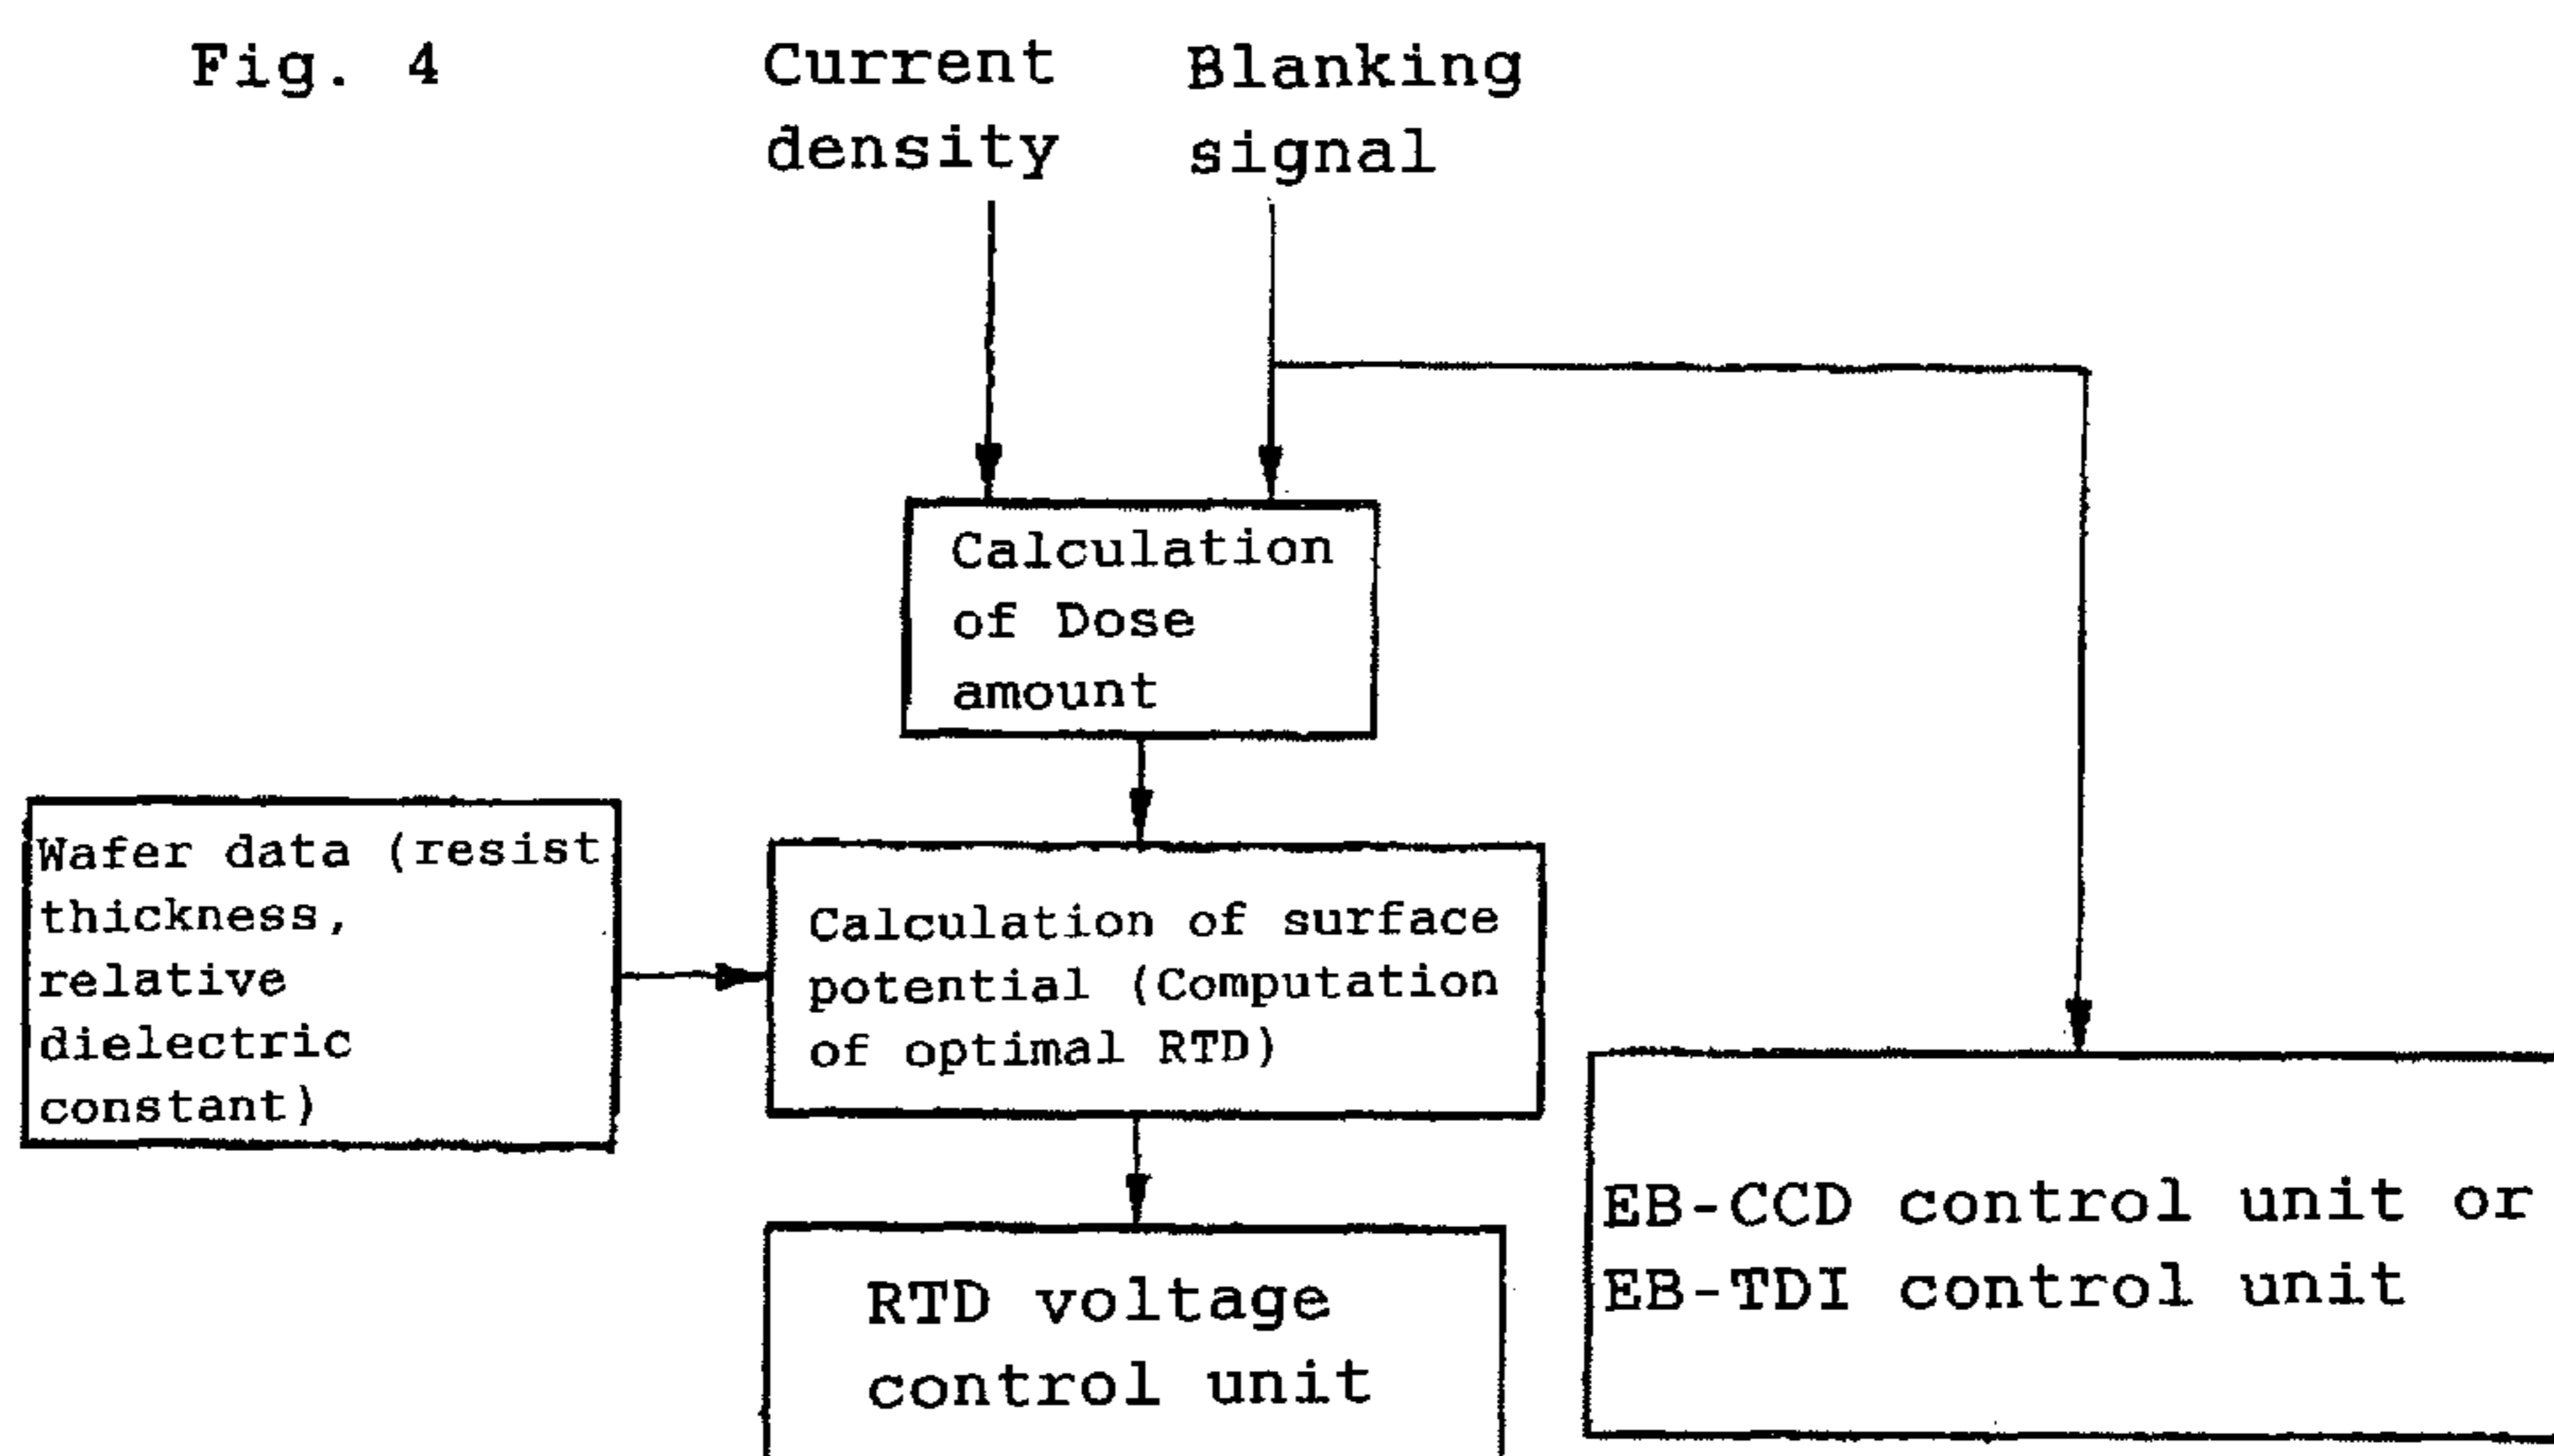 Fig. 4
Current
density
Blanking
signal
Calculation
of Dose
amount
Wafer data (resist
thickness,
relative
dielectric
constant)
Calculation of surface
potential (Computation
of optimal RTD)
RTD voltage
control unit
EB-CCD control unit or
EB-TDI control unit